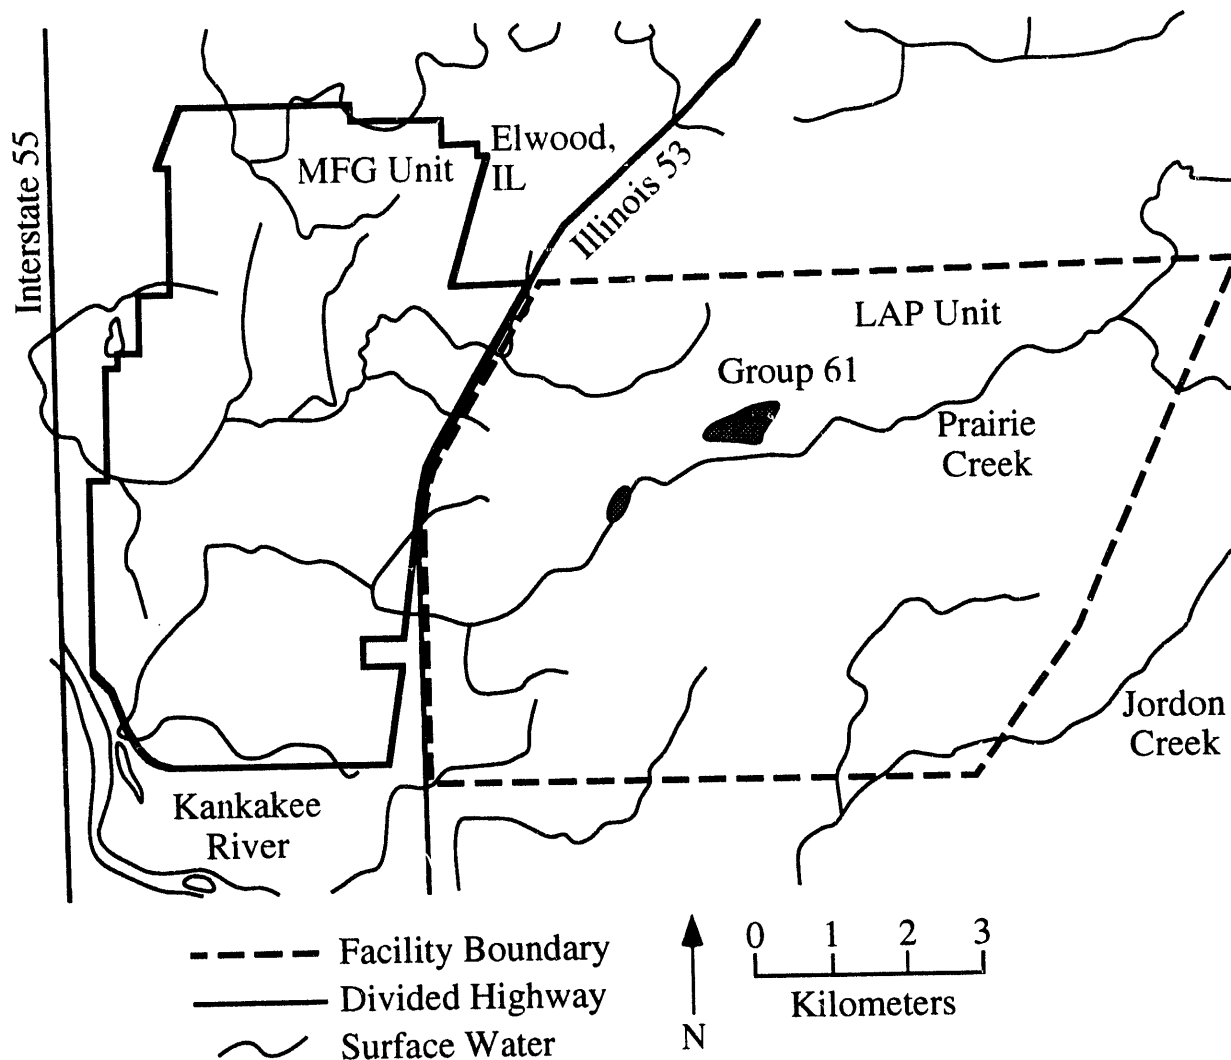 Interstate 55
MFG Unit
Elwood,
IL
Illinois 53
LAP Unit
Group 61
Prairie
Creek
Jordon
Creek
Kankakee
River
Facility Boundary
Divided Highway
Surface Water
N
0 1 2 3
Kilometers